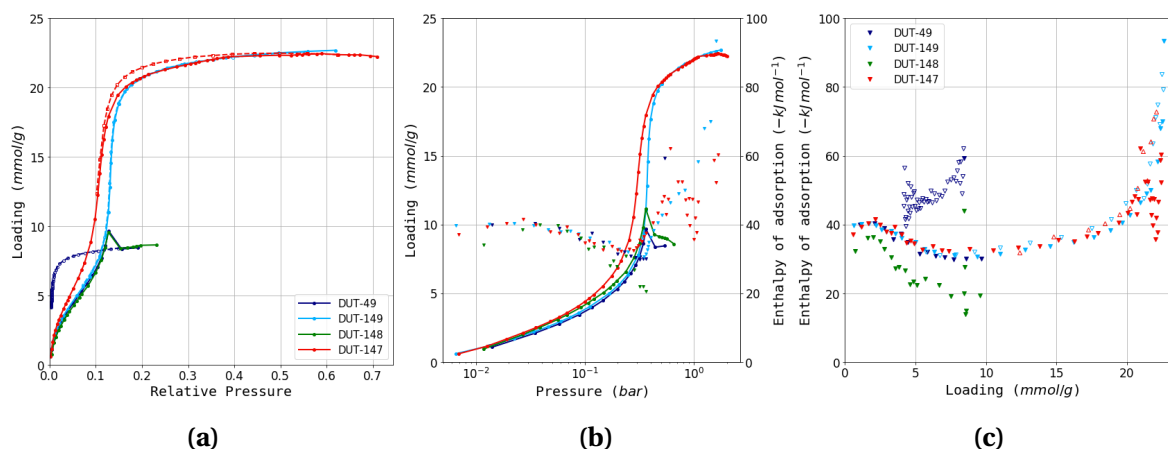 25
20
15
10
5
0
Loading (mmol/g)
0.0 0.1 0.2 0.3 0.4 0.5 0.6 0.7
Relative Pressure
DUT-49
DUT-149
DUT-148
DUT-147
(a)
25
20
15
10
5
0
Loading (mmol/g)
10⁻² 10⁻¹ 10⁰
Pressure (bar)
100
80
60
40
20
0
Enthalpy of adsorption (−kJmol⁻¹)
(b)
100
80
60
40
20
0
Enthalpy of adsorption (−kJmol⁻¹)
DUT-49
DUT-149
DUT-148
DUT-147
0 5 10 15 20
Loading (mmol/g)
(c)